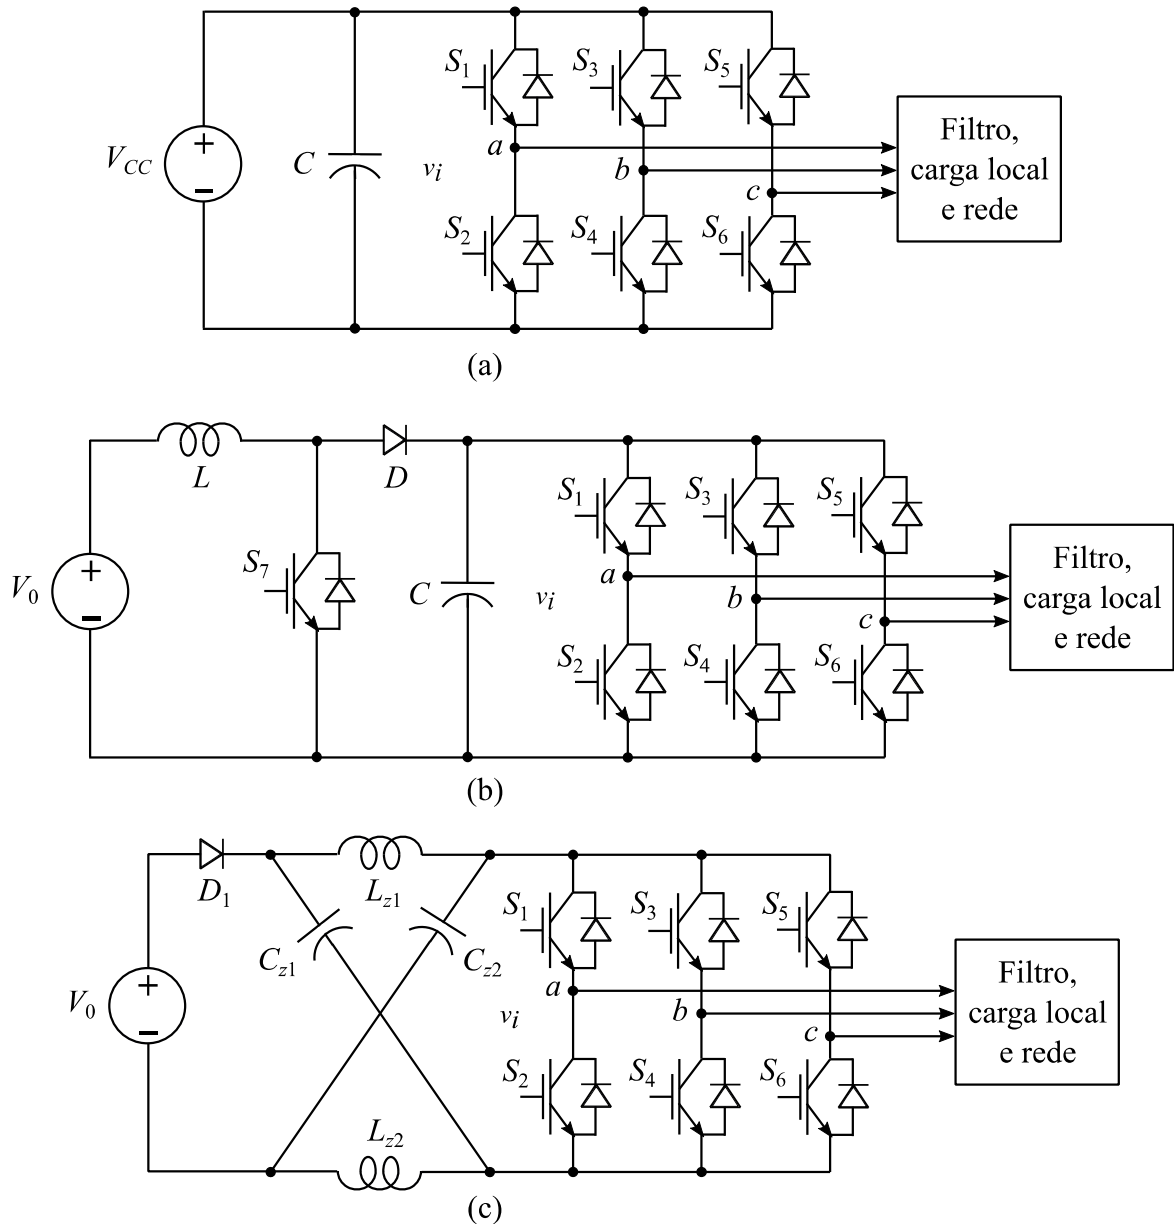 S1
S3
S5
VCC
C
vi
a
b
c
Filtro,
carga local
e rede
S2
S4
S6
(a)
L
D
S1
S3
S5
S7
V0
C
vi
a
b
c
Filtro,
carga local
e rede
S2
S4
S6
(b)
D1
Lz1
Cz1
Cz2
S1
S3
S5
V0
vi
a
b
c
Filtro,
carga local
e rede
S2
S4
S6
Lz2
(c)